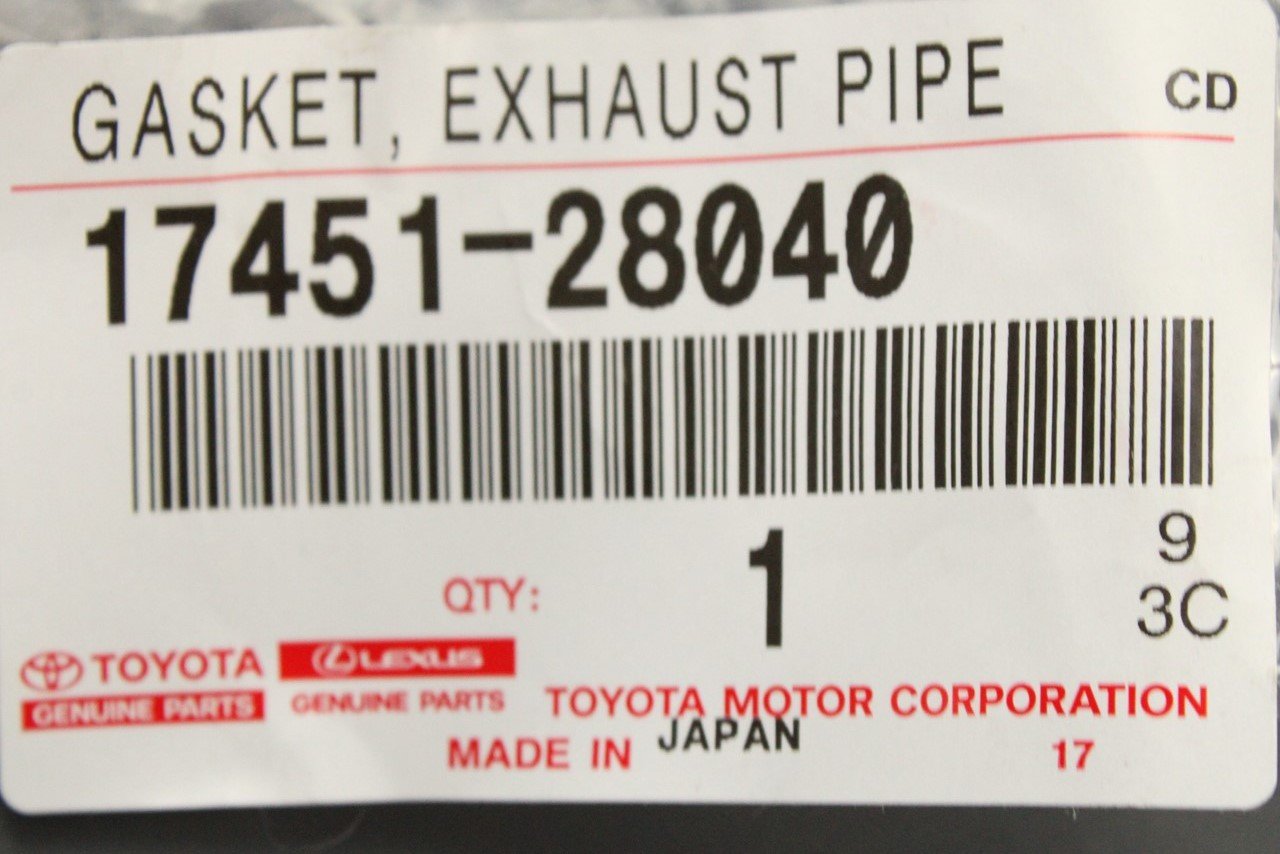 GASKET, EXHAUST PIPE CD
17451-28040
9
QTY: 1 3C
TOYOTA LEXUS
GENUINE PARTS GENUINE PARTS TOYOTA MOTOR CORPORATION
MADE IN JAPAN 17